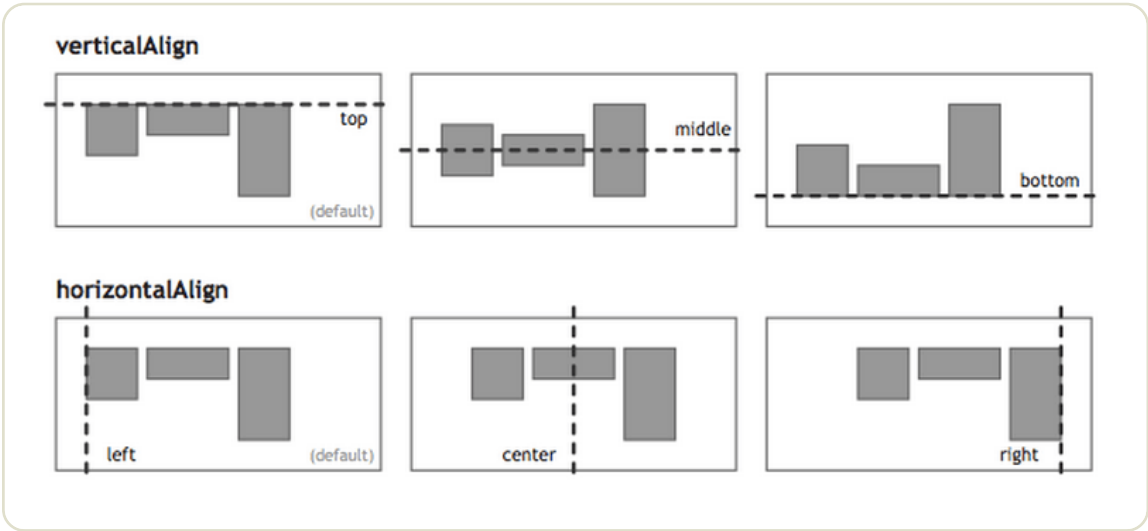 verticalAlign
top
(default)
middle
bottom
horizontalAlign
left
(default)
center
right